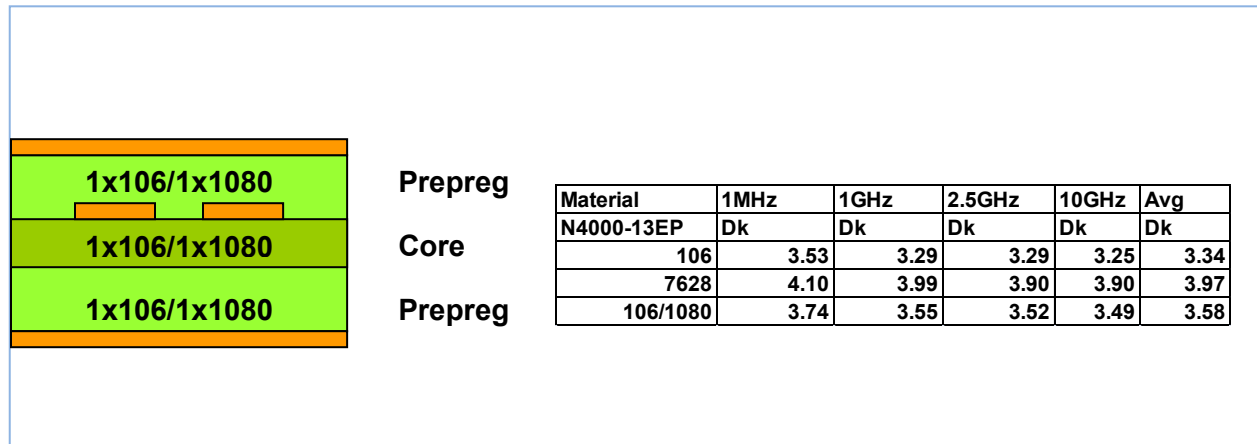 1x106/1x1080
Prepreg
1x106/1x1080
Core
1x106/1x1080
Prepreg
Material 1MHz 1GHz 2.5GHz 10GHz Avg
N4000-13EP Dk Dk Dk Dk Dk
106 3.53 3.29 3.29 3.25 3.34
7628 4.10 3.99 3.90 3.90 3.97
106/1080 3.74 3.55 3.52 3.49 3.58